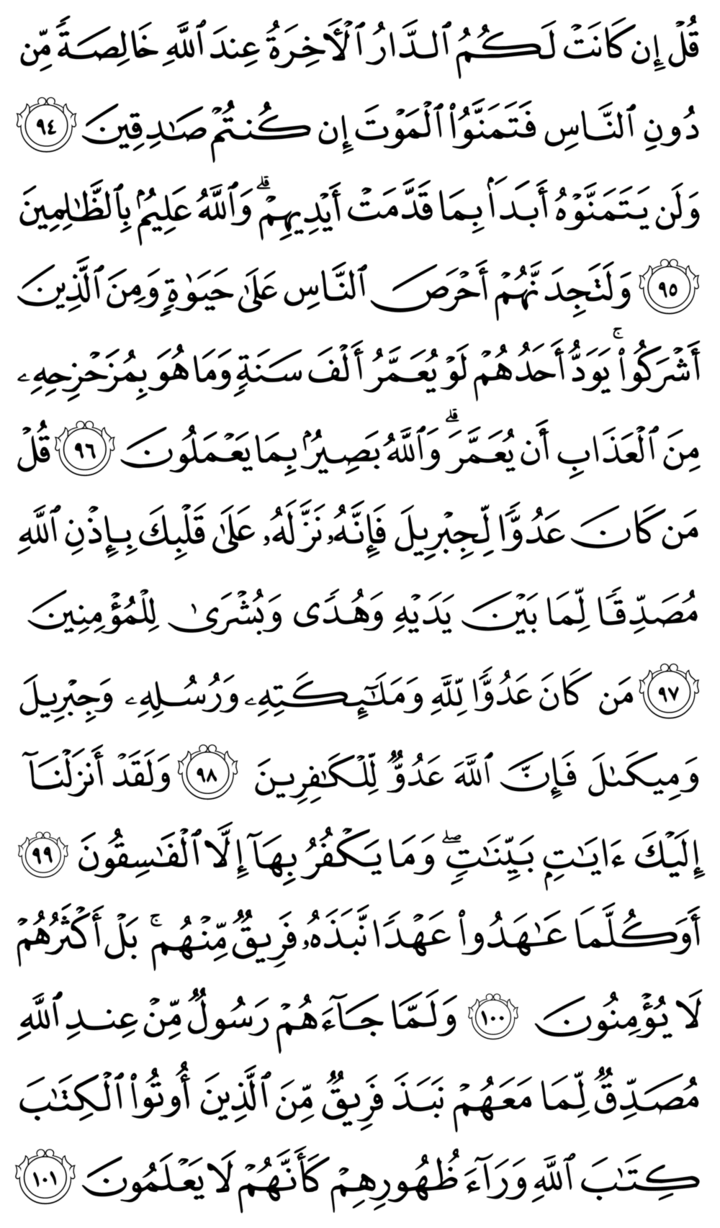 قُلْ إِن كَانَتْ لَكُمُ ٱلدَّارُ ٱلْأَخِرَةُ عِندَ ٱللَّهِ خَالِصَةً مِّن
دُونِ ٱلنَّاسِ فَتَمَنَّوُا۟ ٱلْمَوْتَ إِن كُنتُمْ صَـٰدِقِينَ ٩٤
وَلَن يَتَمَنَّوْهُ أَبَدَۢا بِمَا قَدَّمَتْ أَيْدِيهِمْ ۗ وَٱللَّهُ عَلِيمُۢ بِٱلظَّـٰلِمِينَ
٩٥ وَلَتَجِدَنَّهُمْ أَحْرَصَ ٱلنَّاسِ عَلَىٰ حَيَوٰةٍ وَمِنَ ٱلَّذِينَ
أَشْرَكُوا۟ ۚ يَوَدُّ أَحَدُهُمْ لَوْ يُعَمَّرُ أَلْفَ سَنَةٍ وَمَا هُوَ بِمُزَحْزِحِهِۦ
مِنَ ٱلْعَذَابِ أَن يُعَمَّرَ ۗ وَٱللَّهُ بَصِيرُۢ بِمَا يَعْمَلُونَ ٩٦ قُلْ
مَن كَانَ عَدُوًّا لِّجِبْرِيلَ فَإِنَّهُۥ نَزَّلَهُۥ عَلَىٰ قَلْبِكَ بِإِذْنِ ٱللَّهِ
مُصَدِّقًا لِّمَا بَيْنَ يَدَيْهِ وَهُدًى وَبُشْرَىٰ لِلْمُؤْمِنِينَ
٩٧ مَن كَانَ عَدُوًّا لِّلَّهِ وَمَلَـٰٓئِكَتِهِۦ وَرُسُلِهِۦ وَجِبْرِيلَ
وَمِيكَىٰلَ فَإِنَّ ٱللَّهَ عَدُوٌّ لِّلْكَـٰفِرِينَ ٩٨ وَلَقَدْ أَنزَلْنَآ
إِلَيْكَ ءَايَـٰتٍۭ بَيِّنَـٰتٍ ۖ وَمَا يَكْفُرُ بِهَآ إِلَّا ٱلْفَـٰسِقُونَ ٩٩
أَوَكُلَّمَا عَـٰهَدُوا۟ عَهْدًا نَّبَذَهُۥ فَرِيقٌ مِّنْهُم ۚ بَلْ أَكْثَرُهُمْ
لَا يُؤْمِنُونَ ١٠٠ وَلَمَّا جَآءَهُمْ رَسُولٌ مِّنْ عِندِ ٱللَّهِ
مُصَدِّقٌ لِّمَا مَعَهُمْ نَبَذَ فَرِيقٌ مِّنَ ٱلَّذِينَ أُوتُوا۟ ٱلْكِتَـٰبَ
كِتَـٰبَ ٱللَّهِ وَرَآءَ ظُهُورِهِمْ كَأَنَّهُمْ لَا يَعْلَمُونَ ١٠١